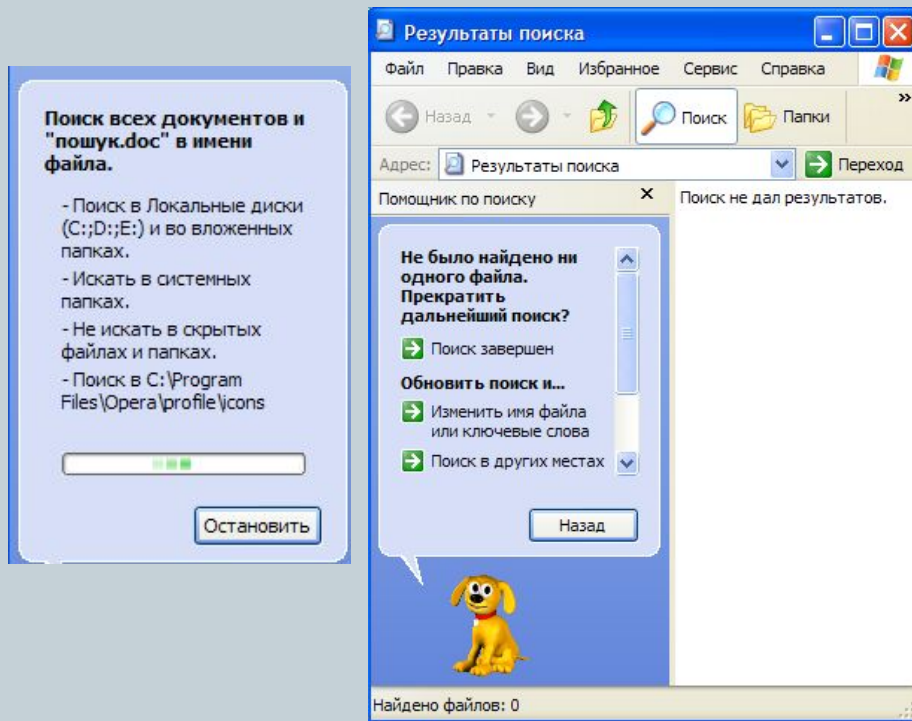 Поиск всех документов и
"пошук.doc" в имени
файла.
- Поиск в Локальные диски
(C:;D:;E:) и во вложенных
папках.
- Искать в системных
папках.
- Не искать в скрытых
файлах и папках.
- Поиск в C:\Program
Files\Opera\profile\icons
Остановить
Результаты поиска
Файл Правка Вид Избранное Сервис Справка
Назад Поиск Папки »
Адрес: Результаты поиска Переход
Помощник по поиску
Поиск не дал результатов.
Не было найдено ни
одного файла.
Прекратить
дальнейший поиск?
Поиск завершен
Обновить поиск и...
Изменить имя файла
или ключевые слова
Поиск в других местах
Назад
Найдено файлов: 0